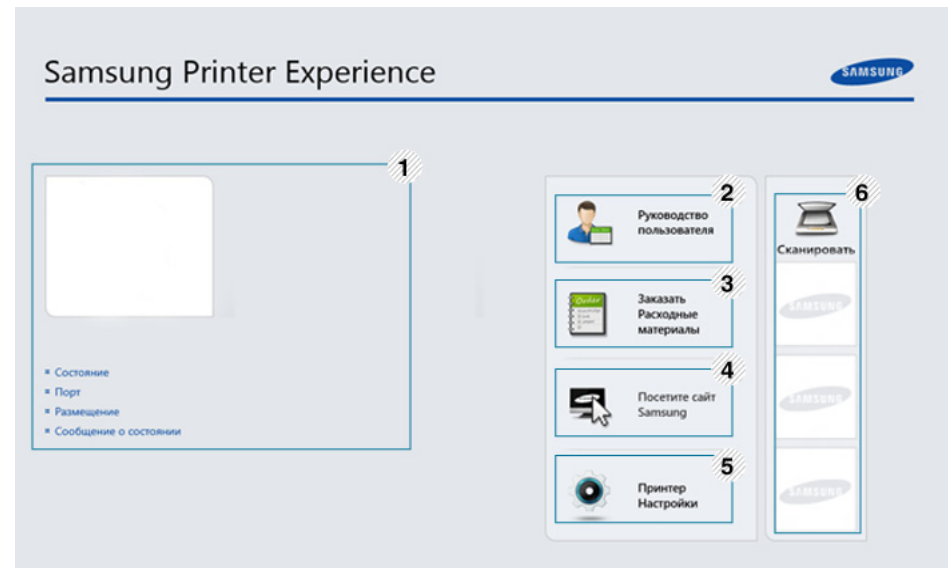 Samsung Printer Experience
SAMSUNG
1
Состояние
Порт
Размещение
Сообщение о состоянии
2
Руководство
пользователя
3
Order
Заказать
Расходные
материалы
4
Посетите сайт
Samsung
5
Принтер
Настройки
6
Сканировать
SAMSUNG
SAMSUNG
SAMSUNG